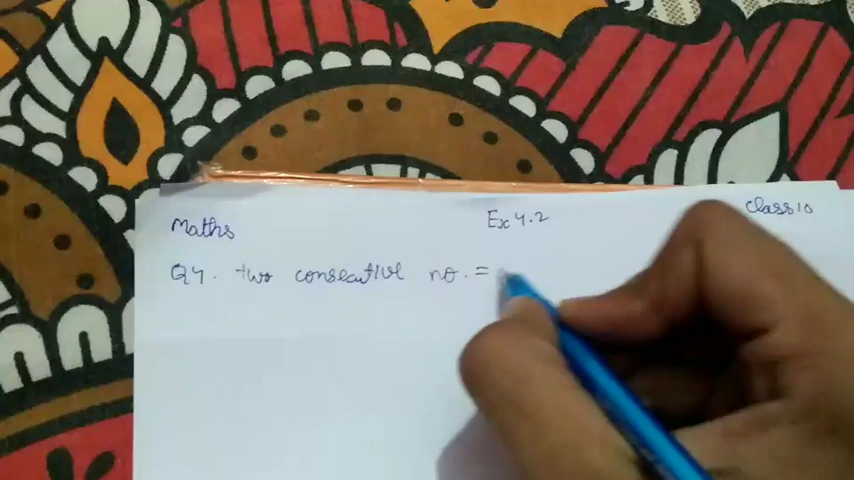 Maths Ex 4.2 Class 10
Q4. two consecutive no. =